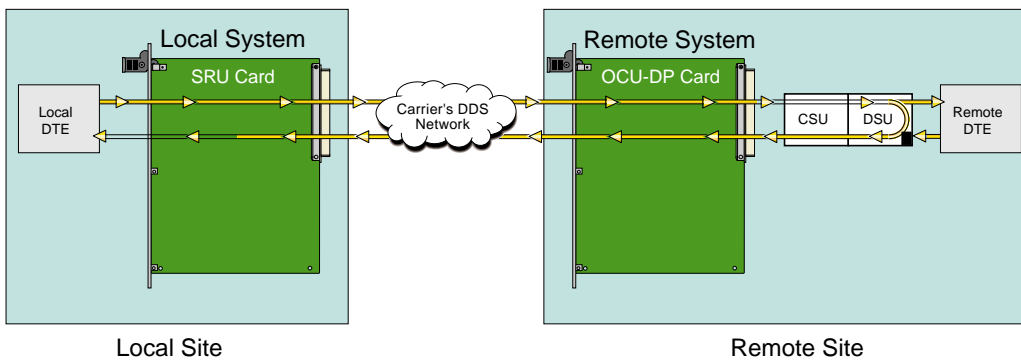 Local System
Remote System
SRU Card
OCU-DP Card
Local
DTE
Carrier's DDS
Network
CSU
DSU
Remote
DTE
Local Site
Remote Site